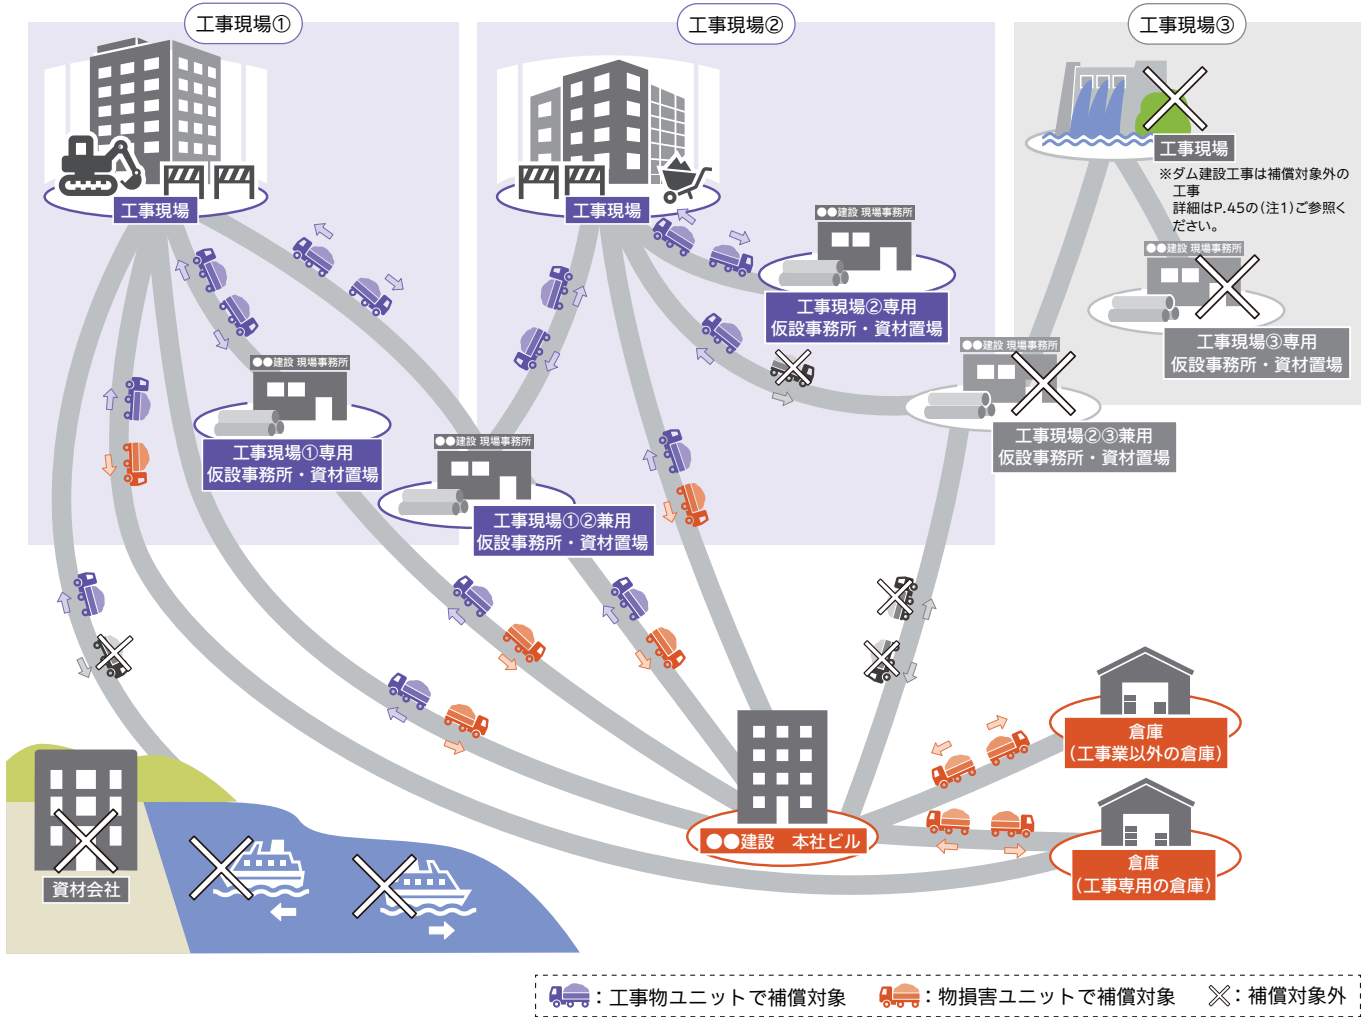 工事現場①
工事現場②
工事現場③
工事現場
工事現場
工事現場
※ダム建設工事は補償対象外の
工事
詳細はP.45の(注1)ご参照く
ださい。
●●建設 現場事務所
工事現場②専用
仮設事務所・資材置場
●●建設 現場事務所
工事現場③専用
仮設事務所・資材置場
●●建設 現場事務所
工事現場①専用
仮設事務所・資材置場
●●建設 現場事務所
工事現場②③兼用
仮設事務所・資材置場
●●建設 現場事務所
工事現場①②兼用
仮設事務所・資材置場
倉庫
(工事業以外の倉庫)
●●建設 本社ビル
倉庫
(工事専用の倉庫)
資材会社
:工事物ユニットで補償対象
:物損害ユニットで補償対象
:補償対象外